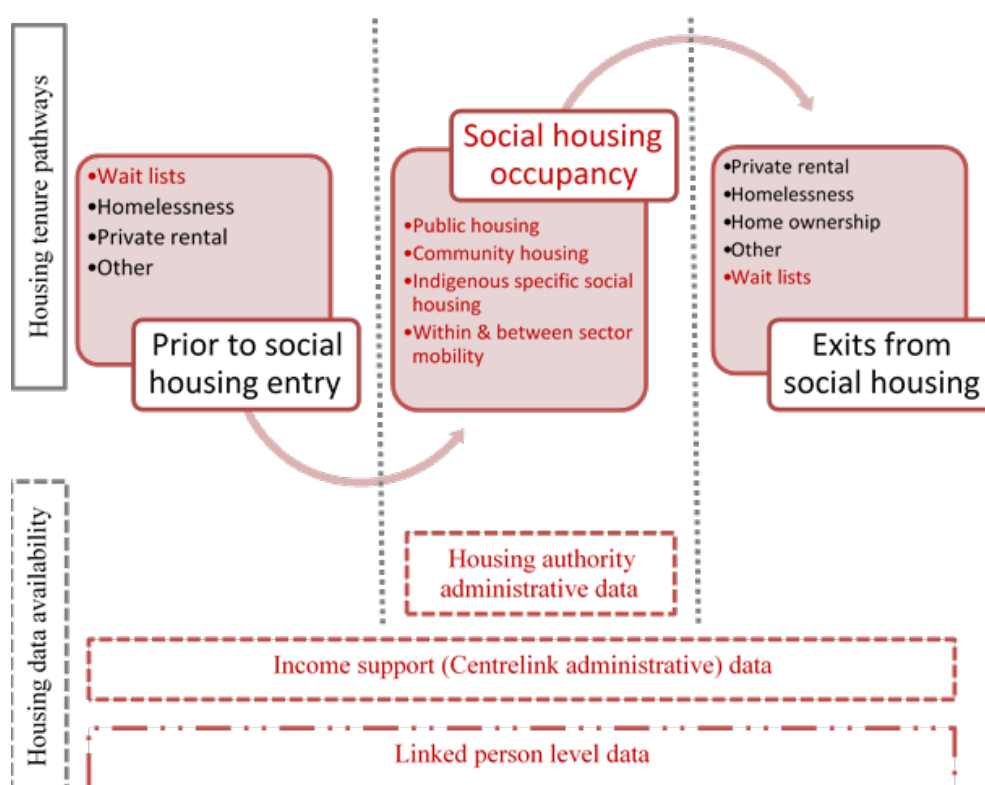 Housing tenure pathways
•Wait lists
•Homelessness
•Private rental
•Other
Prior to social
housing entry
Social housing
occupancy
•Public housing
•Community housing
•Indigenous specific social
housing
•Within & between sector
mobility
•Private rental
•Homelessness
•Home ownership
•Other
•Wait lists
Exits from
social housing
Housing data availability
Housing authority
administrative data
Income support (Centrelink administrative) data
Linked person level data